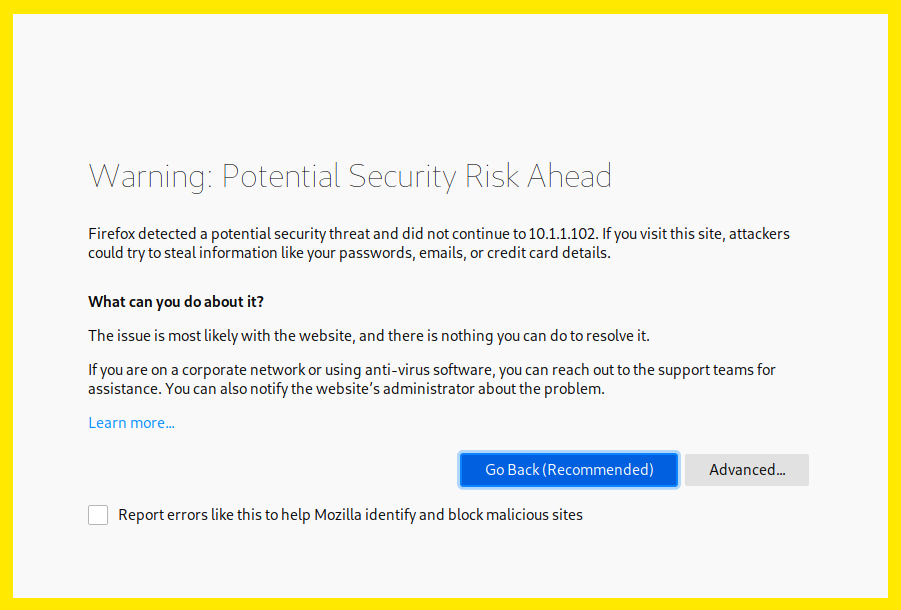 Warning: Potential Security Risk Ahead
Firefox detected a potential security threat and did not continue to 10.1.1.102. If you visit this site, attackers
could try to steal information like your passwords, emails, or credit card details.
What can you do about it?
The issue is most likely with the website, and there is nothing you can do to resolve it.
If you are on a corporate network or using anti-virus software, you can reach out to the support teams for
assistance. You can also notify the website’s administrator about the problem.
Learn more…
Go Back (Recommended)
Advanced…
Report errors like this to help Mozilla identify and block malicious sites